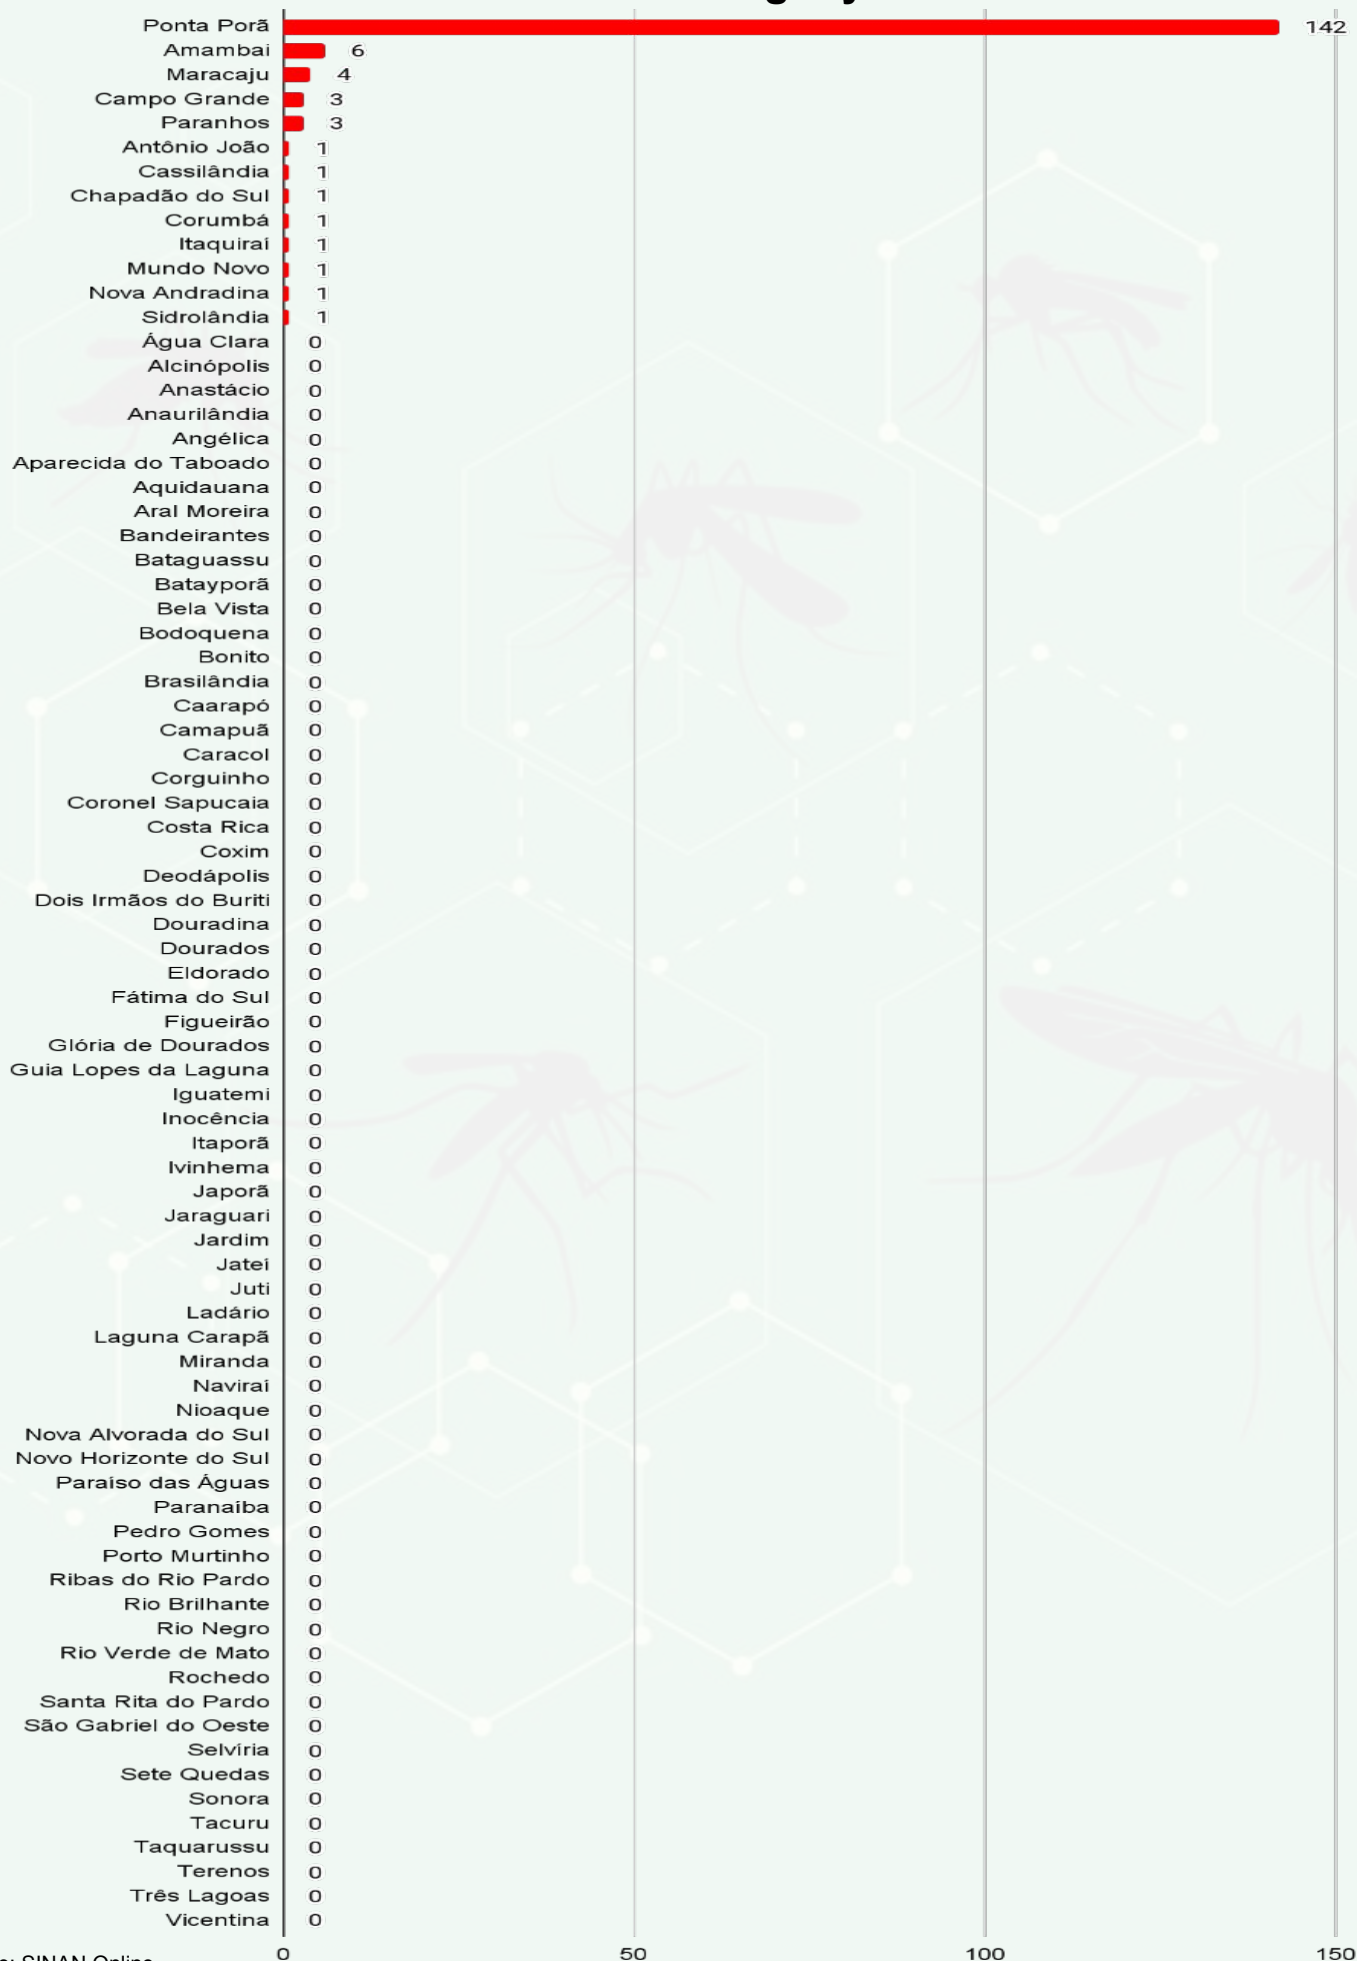 Ponta Porã 142
Amambai 6
Maracaju 4
Campo Grande 3
Paranhos 3
Antônio João 1
Cassilândia 1
Chapadão do Sul 1
Corumbá 1
Itaquiraí 1
Mundo Novo 1
Nova Andradina 1
Sidrolândia 1
Água Clara 0
Alcinópolis 0
Anastácio 0
Anaurilândia 0
Angélica 0
Aparecida do Taboado 0
Aquidauana 0
Aral Moreira 0
Bandeirantes 0
Bataguassu 0
Batayporã 0
Bela Vista 0
Bodoquena 0
Bonito 0
Brasilândia 0
Caarapó 0
Camapuã 0
Caracol 0
Corguinho 0
Coronel Sapucaia 0
Costa Rica 0
Coxim 0
Deodápolis 0
Dois Irmãos do Buriti 0
Douradina 0
Dourados 0
Eldorado 0
Fátima do Sul 0
Figueirão 0
Glória de Dourados 0
Guia Lopes da Laguna 0
Iguatemi 0
Inocência 0
Itaporã 0
Ivinhema 0
Japorã 0
Jaraguari 0
Jardim 0
Jateí 0
Juti 0
Ladário 0
Laguna Carapã 0
Miranda 0
Naviraí 0
Nioaque 0
Nova Alvorada do Sul 0
Novo Horizonte do Sul 0
Paraíso das Águas 0
Paranaíba 0
Pedro Gomes 0
Porto Murtinho 0
Ribas do Rio Pardo 0
Rio Brilhante 0
Rio Negro 0
Rio Verde de Mato 0
Rochedo 0
Santa Rita do Pardo 0
São Gabriel do Oeste 0
Selvíria 0
Sete Quedas 0
Sonora 0
Tacuru 0
Taquarussu 0
Terenos 0
Três Lagoas 0
Vicentina 0
0 50 100 150
SINAN Online